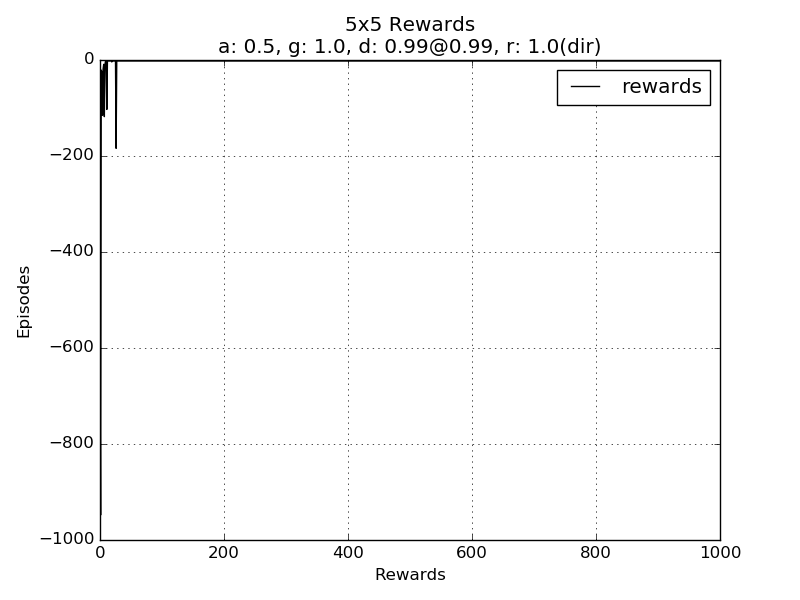 5x5 Rewards
a: 0.5, g: 1.0, d: 0.99@0.99, r: 1.0(dir)
rewards
0
−200
−400
−600
−800
−1000
Episodes
0 200 400 600 800 1000
Rewards